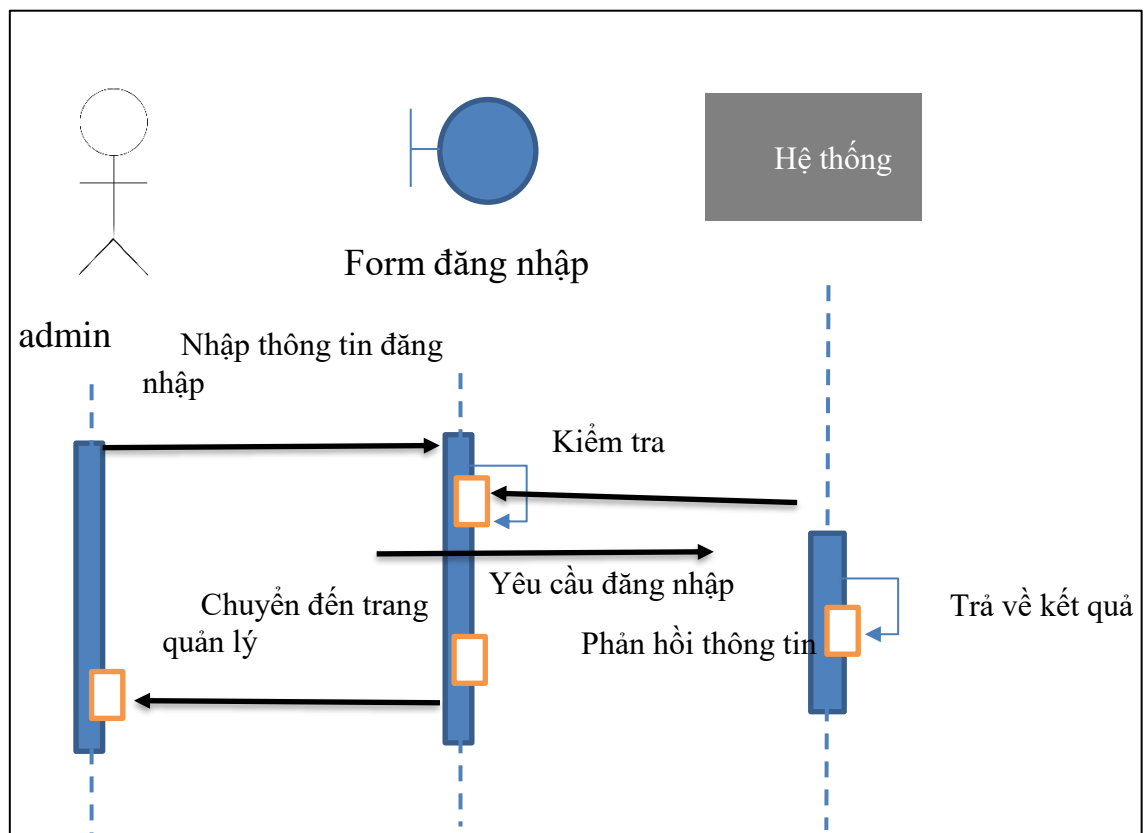 Hệ thống
Form đăng nhập
admin
Nhập thông tin đăng
nhập
Kiểm tra
Yêu cầu đăng nhập
Chuyển đến trang
quản lý
Phản hồi thông tin
Trả về kết quả